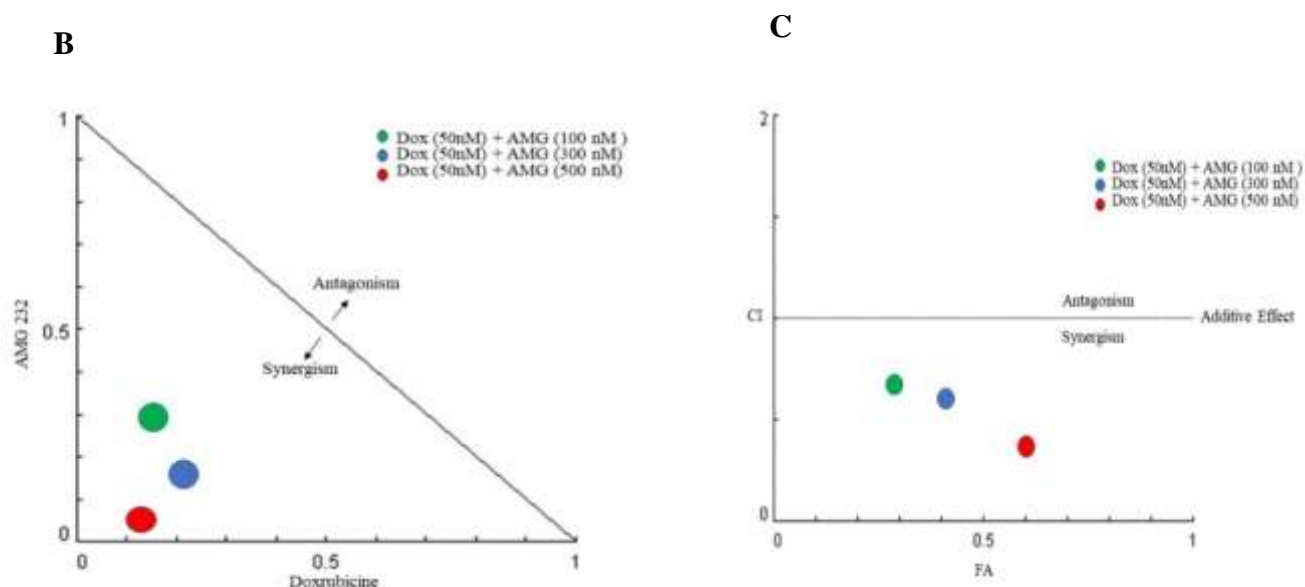 B
1
Dox (50nM) + AMG (100 nM )
Dox (50nM) + AMG (300 nM)
Dox (50nM) + AMG (500 nM)
Antagonism
0.5
Synergism
AMG 232
0
0
0.5
1
Doxrubicine
C
2
Dox (50nM) + AMG (100 nM )
Dox (50nM) + AMG (300 nM)
Dox (50nM) + AMG (500 nM)
Antagonism
CI
Additive Effect
Synergism
0
0
0.5
1
FA